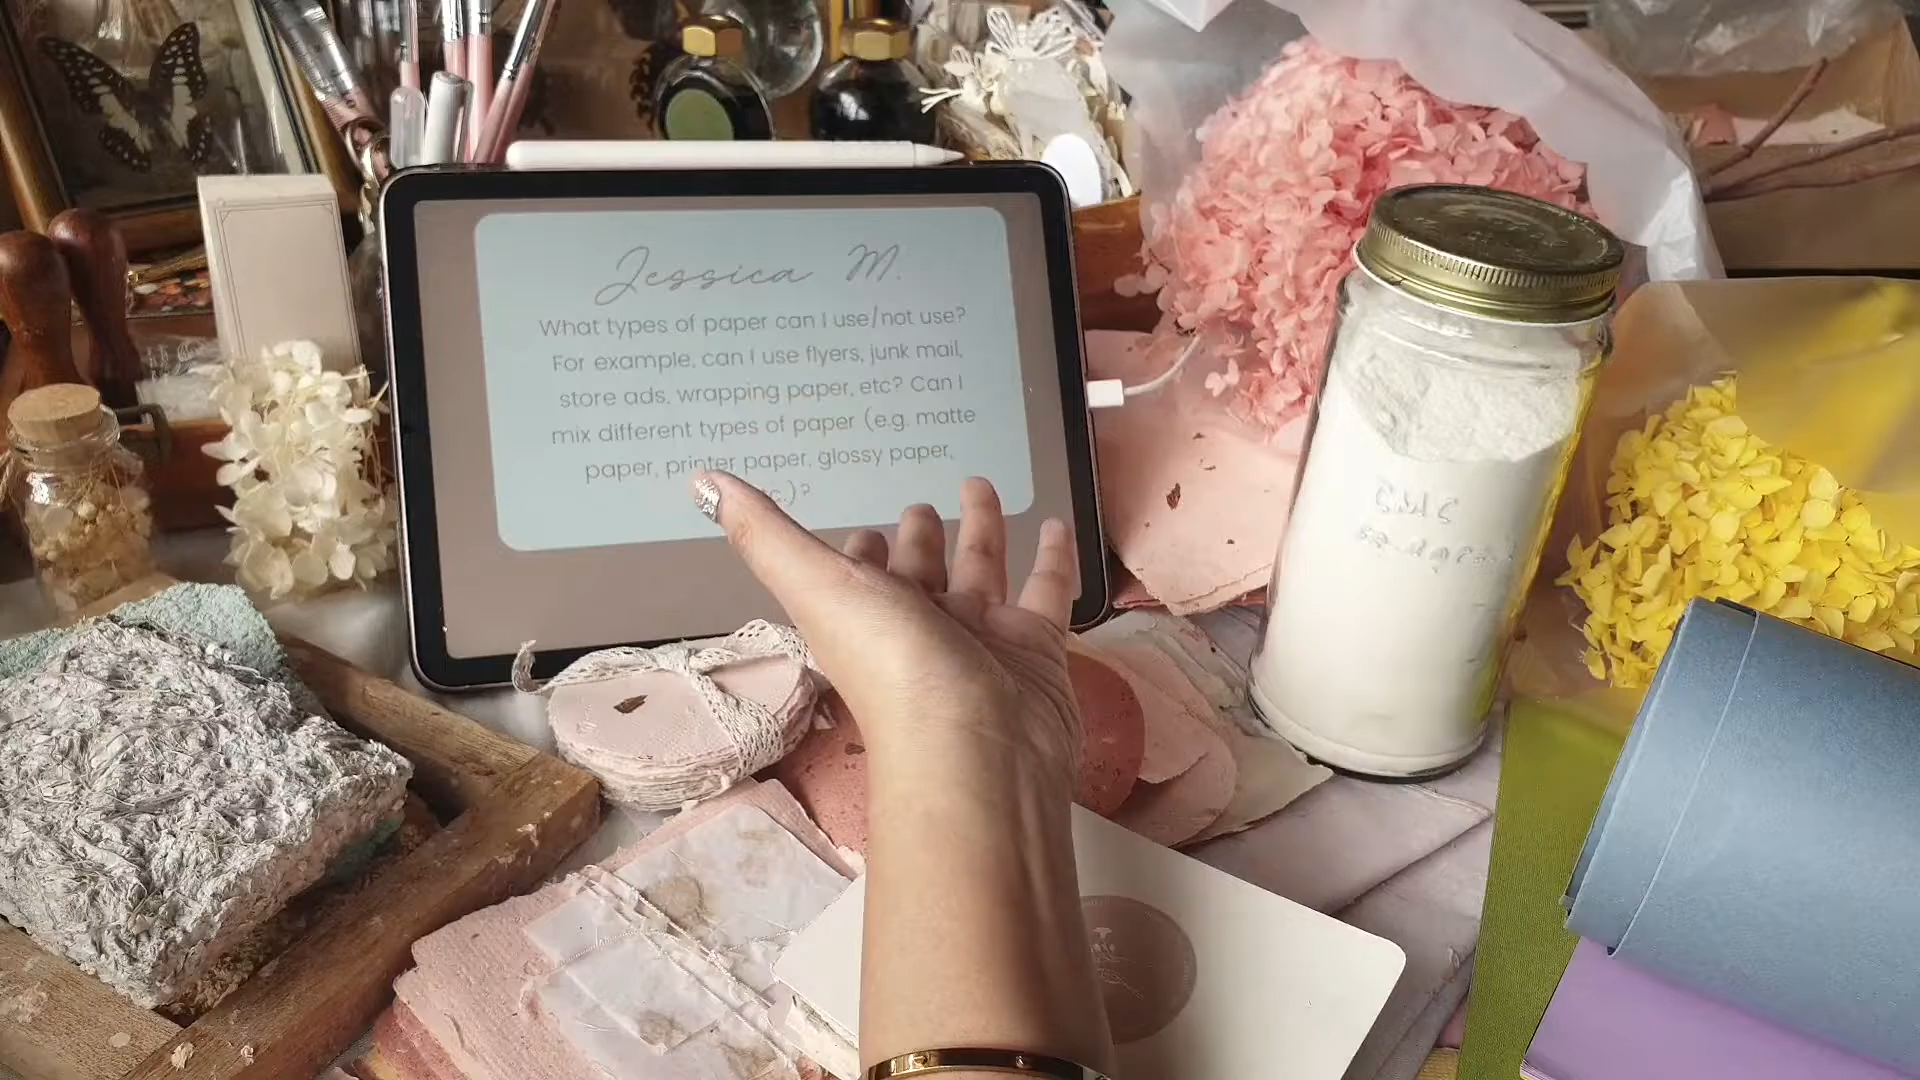 Jessica M.
What types of paper can I use/not use?
For example, can I use flyers, junk mail,
store ads, wrapping paper, etc? Can I
mix different types of paper (e.g. matte
paper, printer paper, glossy paper,
c.)?